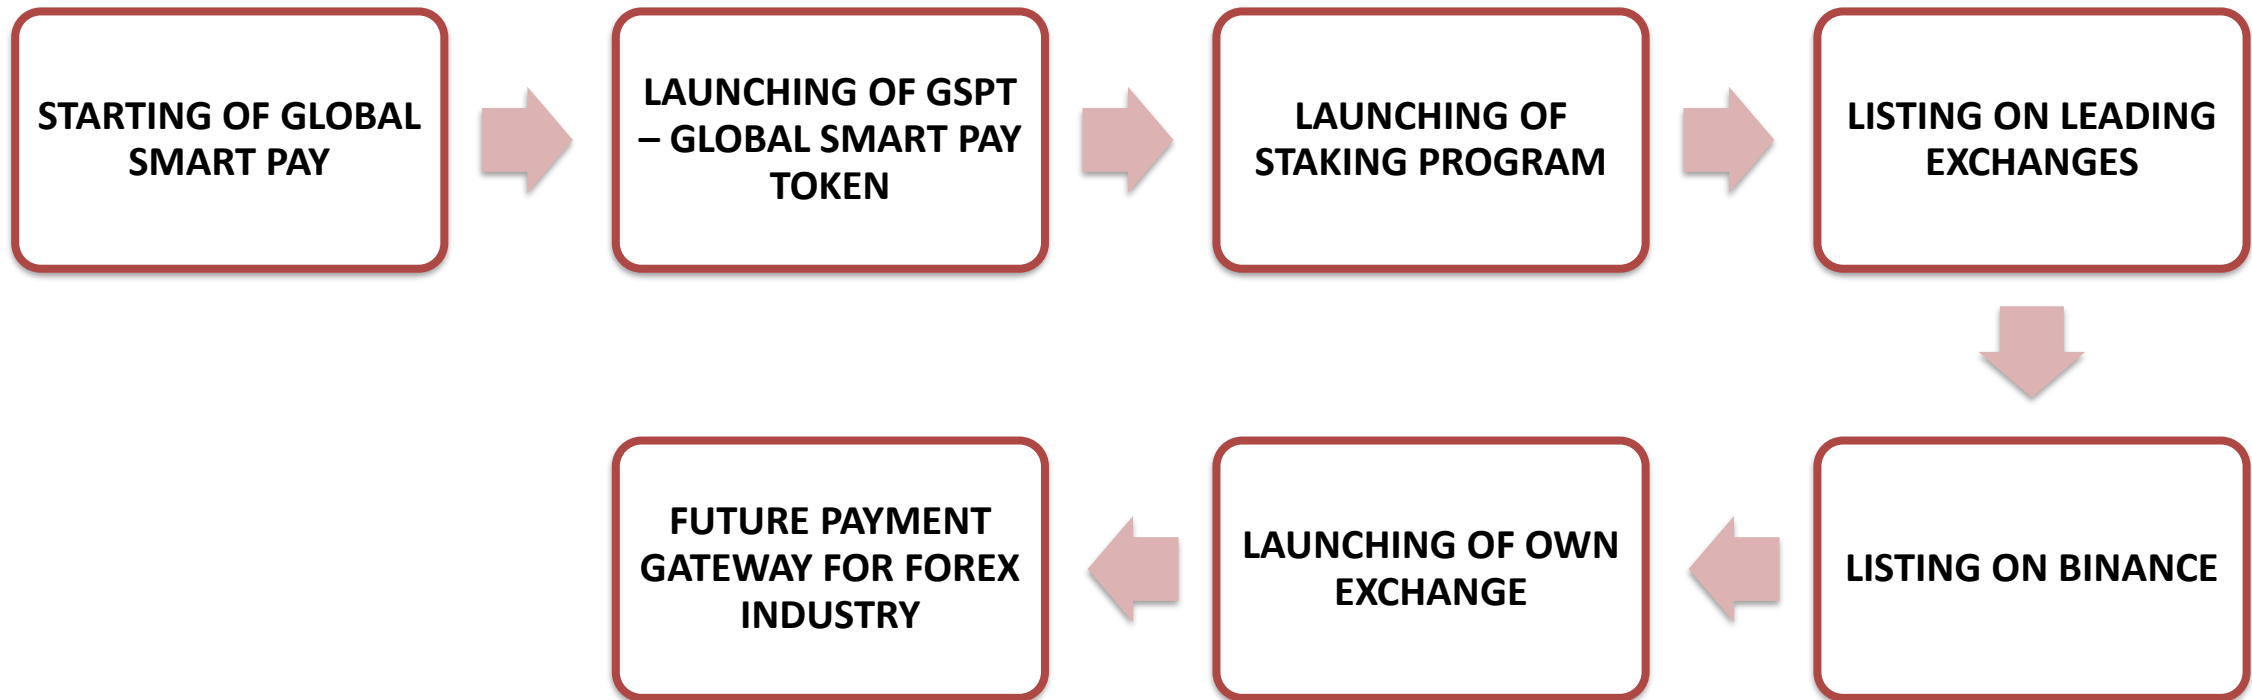 STARTING OF GLOBAL
SMART PAY
LAUNCHING OF GSPT
– GLOBAL SMART PAY
TOKEN
LAUNCHING OF
STAKING PROGRAM
LISTING ON LEADING
EXCHANGES
LISTING ON BINANCE
LAUNCHING OF OWN
EXCHANGE
FUTURE PAYMENT
GATEWAY FOR FOREX
INDUSTRY